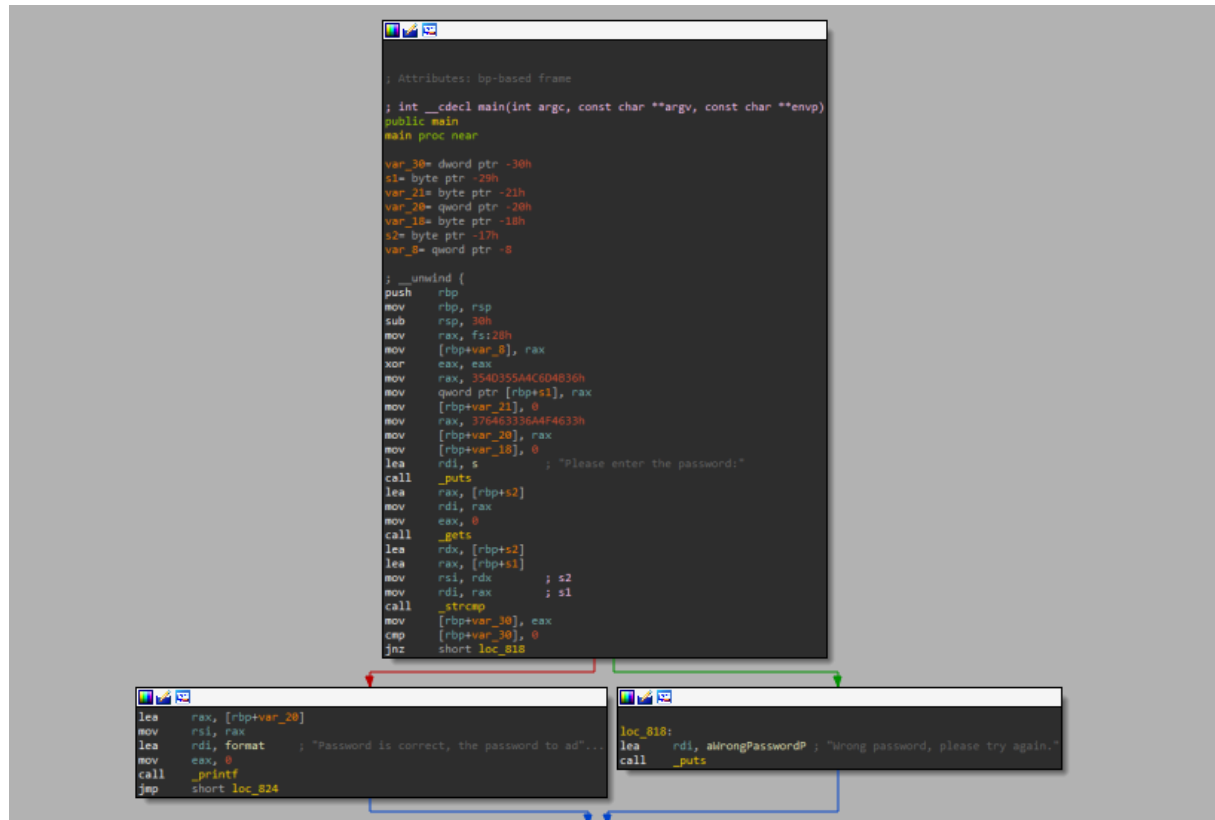 ; Attributes: bp-based frame
; int __cdecl main(int argc, const char **argv, const char **envp)
public main
main proc near
var_30= dword ptr -30h
s1= byte ptr -29h
var_21= byte ptr -21h
var_20= qword ptr -20h
var_18= byte ptr -18h
s2= byte ptr -17h
var_8= qword ptr -8
; __unwind {
push rbp
mov rbp, rsp
sub rsp, 30h
mov rax, fs:28h
mov [rbp+var_8], rax
xor eax, eax
mov rax, 354D355A4C6D4B36h
mov qword ptr [rbp+s1], rax
mov [rbp+var_21], 0
mov rax, 376463336A4F4633h
mov [rbp+var_20], rax
mov [rbp+var_18], 0
lea rdi, s ; "Please enter the password:"
call _puts
lea rax, [rbp+s2]
mov rdi, rax
mov eax, 0
call _gets
lea rdx, [rbp+s2]
lea rax, [rbp+s1]
mov rsi, rdx ; s2
mov rdi, rax ; s1
call _strcmp
mov [rbp+var_30], eax
cmp [rbp+var_30], 0
jnz short loc_818
lea rax, [rbp+var_20]
mov rsi, rax
lea rdi, format ; "Password is correct, the password to ad"...
mov eax, 0
call _printf
jmp short loc_824
loc_818:
lea rdi, aWrongPasswordP ; "Wrong password, please try again."
call _puts